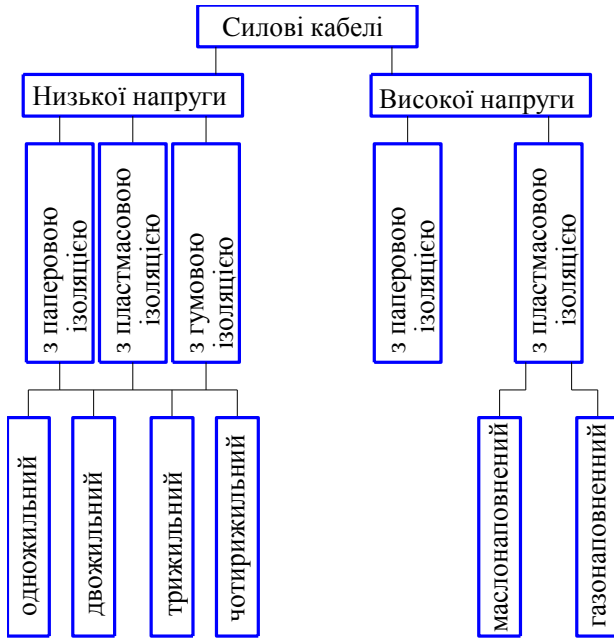 Силові кабелі
Низької напруги
Високої напруги
з паперовою
ізоляцією
з пластмасовою
ізоляцією
з гумовою
ізоляцією
з паперовою
ізоляцією
з пластмасовою
ізоляцією
одножильний
двожильний
трижильний
чотирижильний
маслонаповнений
газонаповненний